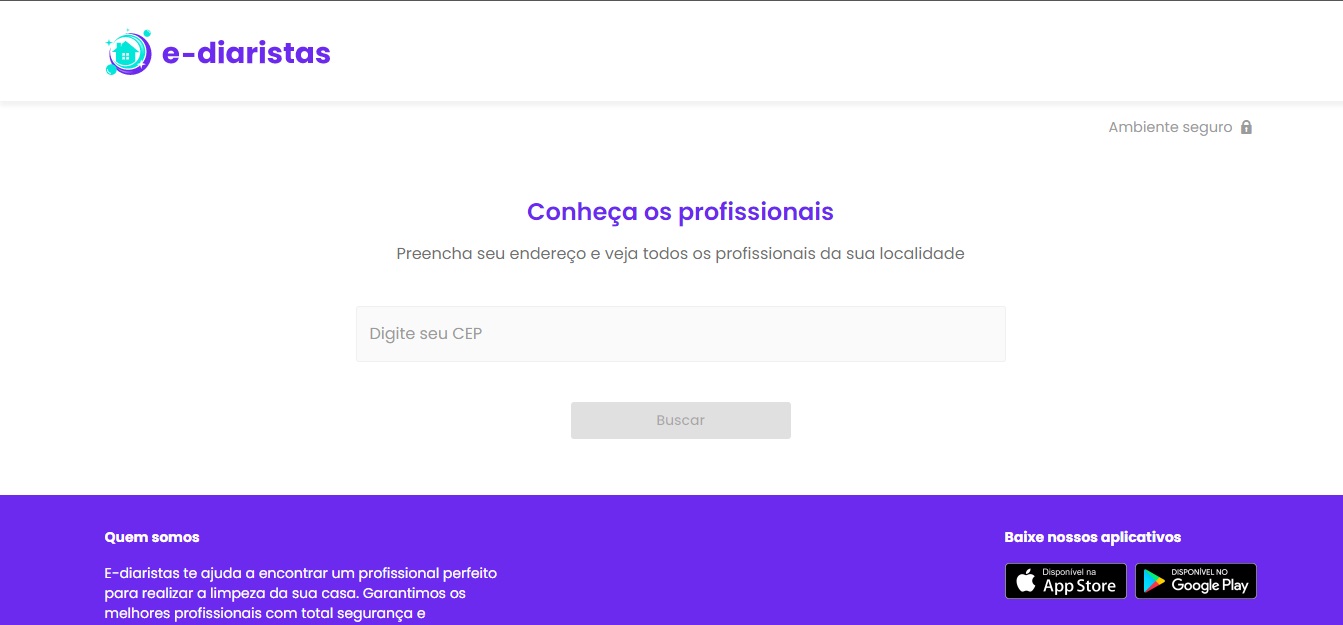 e-diaristas
Ambiente seguro
Conheça os profissionais
Preencha seu endereço e veja todos os profissionais da sua localidade
Digite seu CEP
Buscar
Quem somos
E-diaristas te ajuda a encontrar um profissional perfeito
para realizar a limpeza da sua casa. Garantimos os
melhores profissionais com total segurança e
Baixe nossos aplicativos
Disponível na
App Store
DISPONÍVEL NO
Google Play